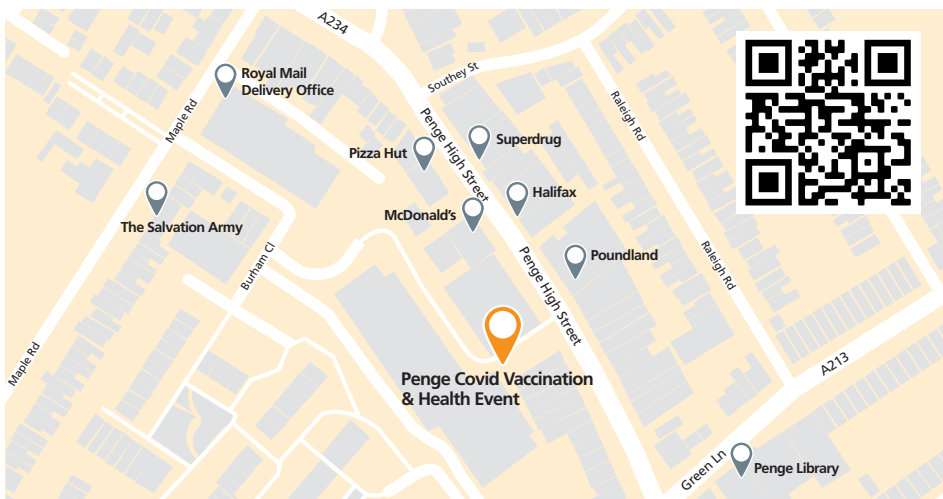 A234
Royal Mail
Delivery Office
Southey St
Maple Rd
Raleigh Rd
Penge High Street
Superdrug
Pizza Hut
Halifax
The Salvation Army
McDonald's
Burham Cl
Raleigh Rd
Poundland
Penge High Street
Maple Rd
A213
Penge Covid Vaccination
& Health Event
Green Ln
Penge Library